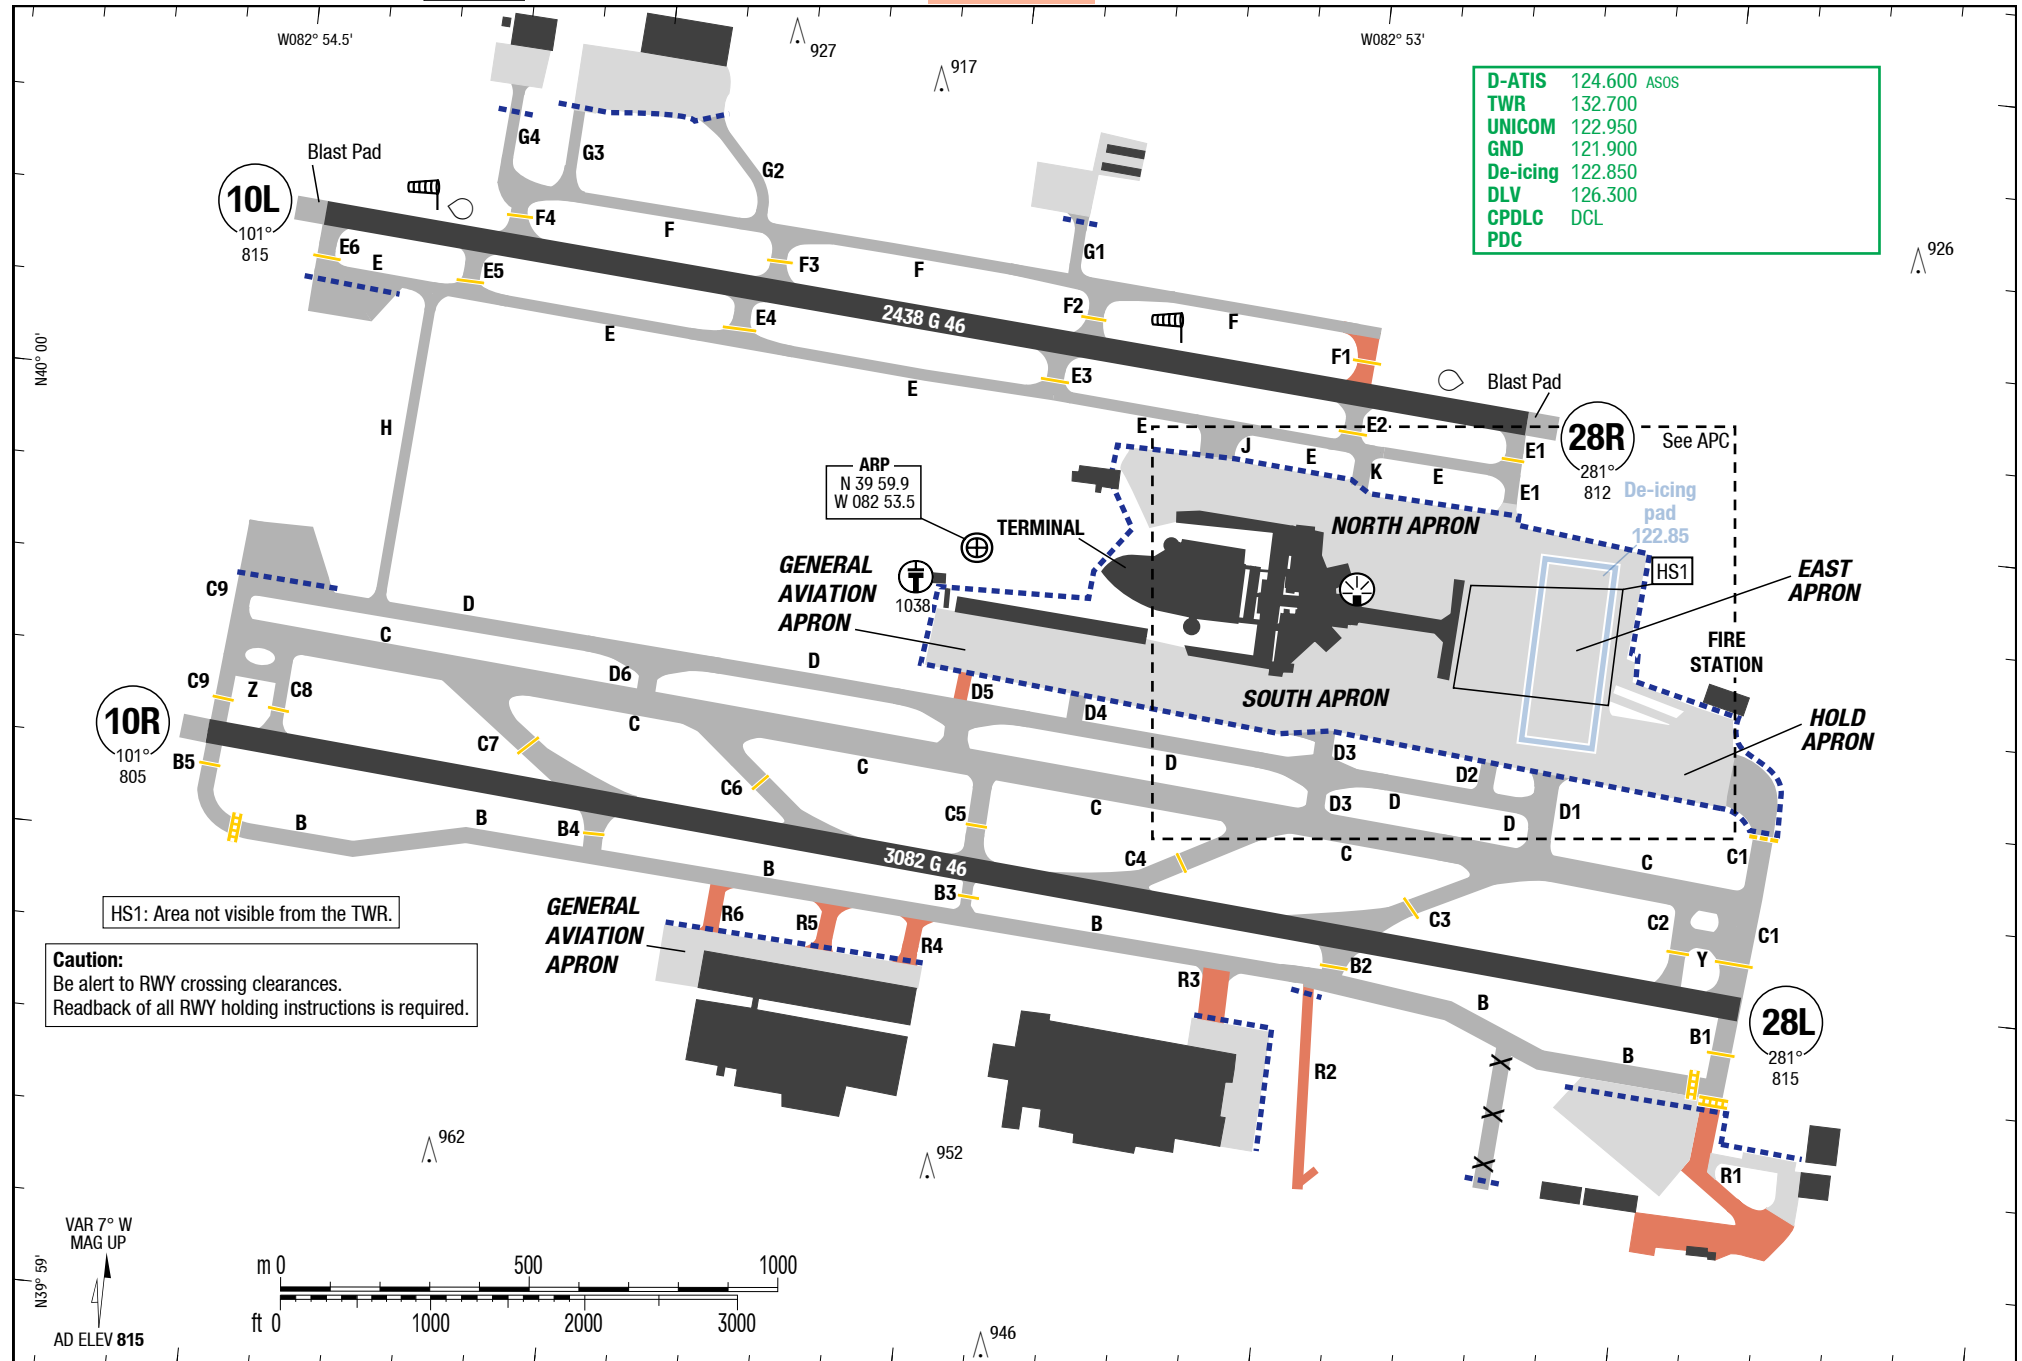 W082° 54.5'
927
917
W082° 53'
D-ATIS 124.600 ASOS
TWR 132.700
UNICOM 122.950
GND 121.900
De-icing 122.850
DLV 126.300
CPDLC DCL
PDC
926
G4
G3
G2
Blast Pad
10L
101°
815
F4
F
F3
F
G1
E6
E
E5
E4
E
2438 G 46
F2
F
F1
E3
E
Blast Pad
N40° 00'
H
E
E2
28R
281°
812
See APC
J
E
K
E
E1
E1
De-icing
pad
122.85
ARP
N 39 59.9
W 082 53.5
TERMINAL
NORTH APRON
HS1
EAST
APRON
GENERAL
AVIATION
APRON
1038
C9
D
C
D
D6
FIRE
STATION
SOUTH APRON
HOLD
APRON
C9
Z
C8
D5
D4
C
10R
101°
805
B5
C7
C6
C
D
D3
D2
D3
D
D
D1
C5
C
C4
C
C
C1
B
B
B4
B
3082 G 46
B3
B
C3
C2
Y
C1
HS1: Area not visible from the TWR.
GENERAL
AVIATION
APRON
R6
R5
R4
R3
B2
B
Caution:
Be alert to RWY crossing clearances.
Readback of all RWY holding instructions is required.
28L
281°
815
B1
B
R2
X
X
X
R1
962
952
VAR 7° W
MAG UP
N39° 59'
AD ELEV 815
m 0 500 1000
ft 0 1000 2000 3000
946